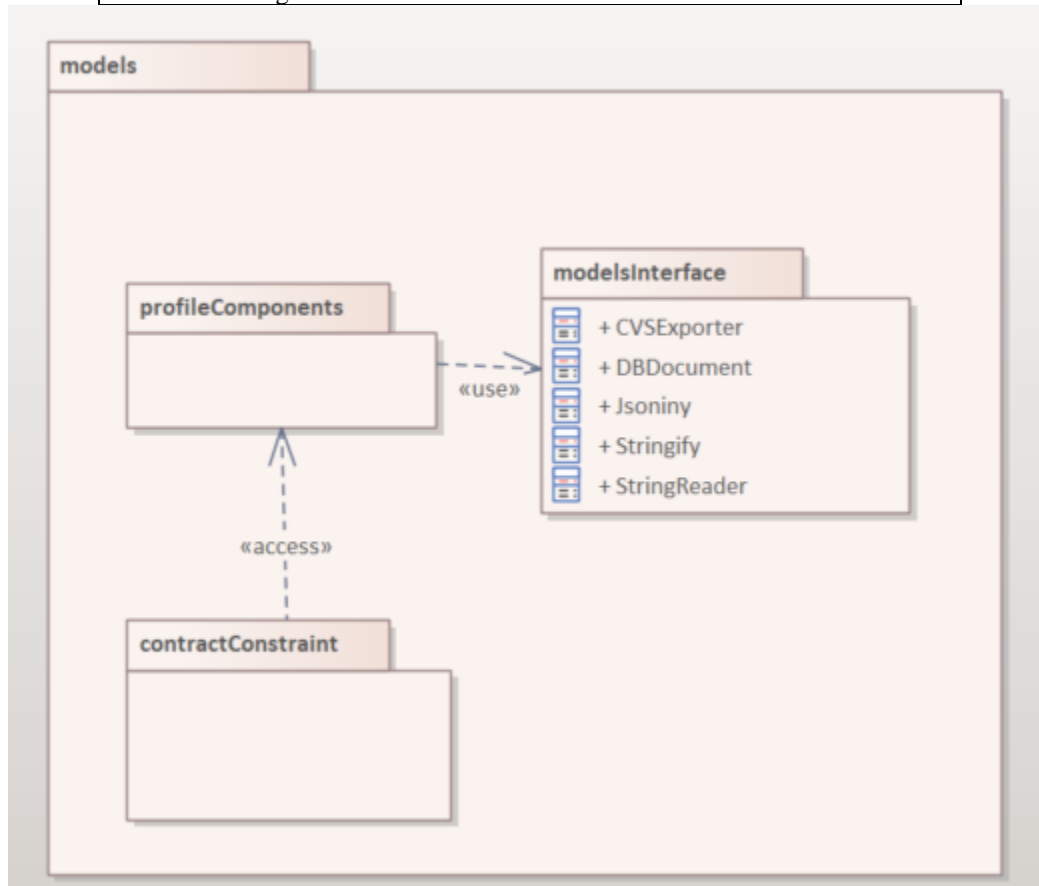 models
modelsInterface
profileComponents
+ CVSExporter
+ DBDocument
«use»
+ Jsoniny
+ Stringify
+ StringReader
«access»
contractConstraint